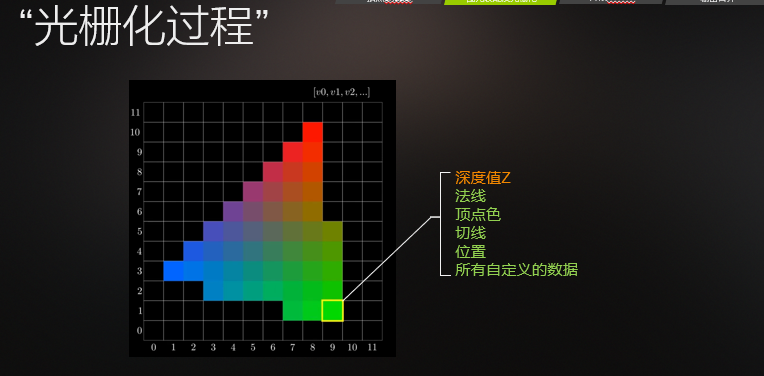 “光栅化过程”
[v0, v1, v2, ...]
11
10
9
8
7
6
5
4
3
2
1
0
0 1 2 3 4 5 6 7 8 9 10 11
深度值Z
法线
顶点色
切线
位置
所有自定义的数据